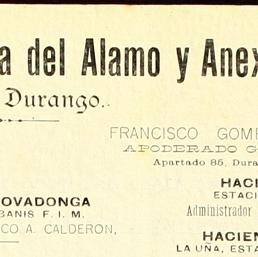 a del Alamo y Anex
Durango..
FRANCISCO GOME
APODERADO G
Apartado 85, Dura
HACI
OVADONGA
ESTACI
BANIS F. I. M.
Administrador
CO A. CALDERON,
HACIEN
LA UÑA, ESTA